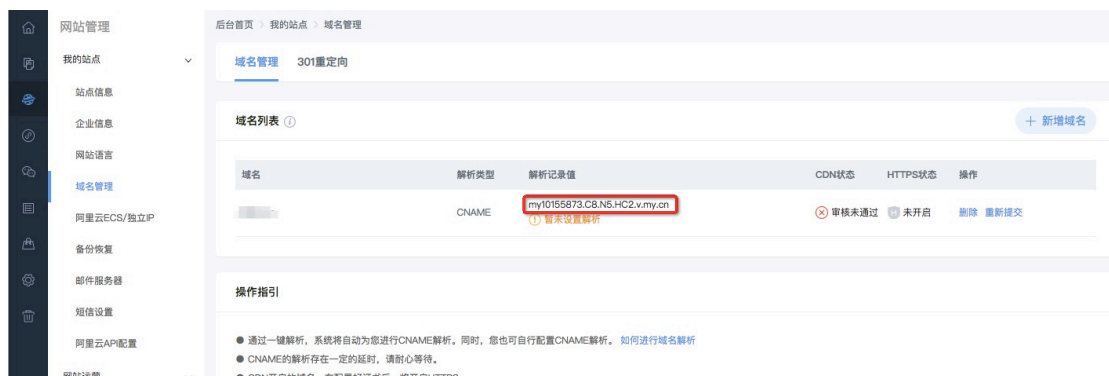 网站管理
后台首页 > 我的站点 > 域名管理
我的站点
站点信息
企业信息
网站语言
域名管理
阿里云ECS/独立IP
备份恢复
邮件服务器
短信设置
阿里云API配置
网站运营
域名管理 301重定向
域名列表
+ 新增域名
域名 解析类型 解析记录值 CDN状态 HTTPS状态 操作
CNAME my10155873.C8.N5.HC2.v.my.cn 审核未通过 未开启 删除 重新提交
暂未设置解析
操作指引
● 通过一键解析，系统将自动为您进行CNAME解析。同时，您也可自行配置CNAME解析。 如何进行域名解析
● CNAME的解析存在一定的延时，请耐心等待。